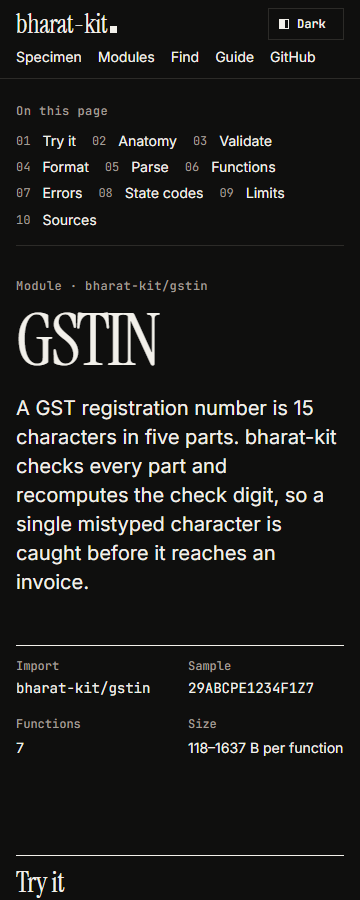 bharat-kit
Dark
Specimen Modules Find Guide GitHub
On this page
01 Try it 02 Anatomy 03 Validate
04 Format 05 Parse 06 Functions
07 Errors 08 State codes 09 Limits
10 Sources
Module · bharat-kit/gstin
GSTIN
A GST registration number is 15
characters in five parts. bharat-kit
checks every part and
recomputes the check digit, so a
single mistyped character is
caught before it reaches an
invoice.
Import Sample
bharat-kit/gstin 29ABCPE1234F1Z7
Functions Size
7 118–1637 B per function
Try it